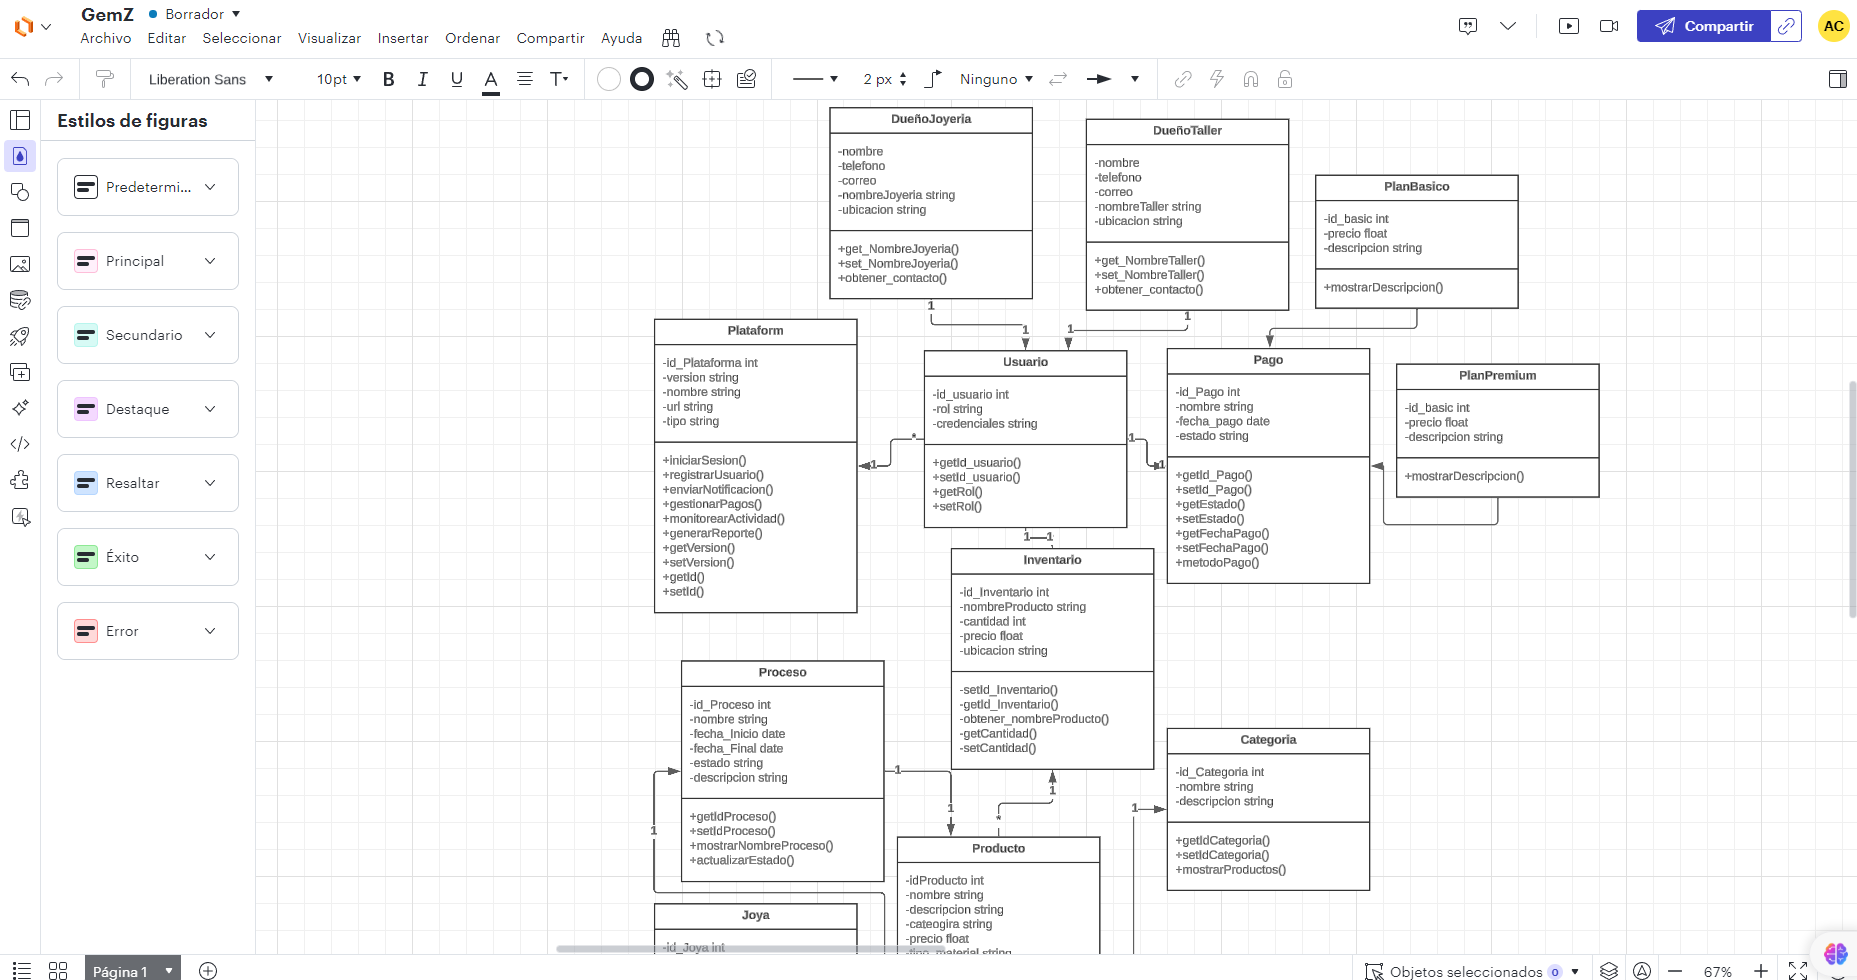 GemZ
Borrador
Archivo Editar Seleccionar Visualizar Insertar Ordenar Compartir Ayuda
Compartir
AC
Liberation Sans 10pt B I U A T 2 px Ninguno
Estilos de figuras
Predetermi...
Principal
Secundario
Destaque
Resaltar
Éxito
Error
DueñoJoyeria
-nombre
-telefono
-correo
-nombreJoyeria string
-ubicacion string
+get_NombreJoyeria()
+set_NombreJoyeria()
+obtener_contacto()
1
1
DueñoTaller
-nombre
-telefono
-correo
-nombreTaller string
-ubicacion string
+get_NombreTaller()
+set_NombreTaller()
+obtener_contacto()
1
1
PlanBasico
-id_basic int
-precio float
-descripcion string
+mostrarDescripcion()
Plataform
-id_Plataforma int
-version string
-nombre string
-url string
-tipo string
+iniciarSesion()
+registrarUsuario()
+enviarNotificacion()
+gestionarPagos()
+monitorearActividad()
+generarReporte()
+getVersion()
+setVersion()
+getId()
+setId()
*
1
Usuario
-id_usuario int
-rol string
-credenciales string
+getId_usuario()
+setId_usuario()
+getRol()
+setRol()
1
1
Pago
-id_Pago int
-nombre string
-fecha_pago date
-estado string
+getId_Pago()
+setId_Pago()
+getEstado()
+setEstado()
+getFechaPago()
+setFechaPago()
+metodoPago()
PlanPremium
-id_basic int
-precio float
-descripcion string
+mostrarDescripcion()
1
1
Inventario
-id_Inventario int
-nombreProducto string
-cantidad int
-precio float
-ubicacion string
-setId_Inventario()
-getId_Inventario()
-obtener_nombreProducto()
-getCantidad()
-setCantidad()
Proceso
-id_Proceso int
-nombre string
-fecha_Inicio date
-fecha_Final date
-estado string
-descripcion string
+getIdProceso()
+setIdProceso()
+mostrarNombreProceso()
+actualizarEstado()
1
1
1
1
*
Categoria
-id_Categoria int
-nombre string
-descripcion string
+getIdCategoria()
+setIdCategoria()
+mostrarProductos()
1
Producto
-idProducto int
-nombre string
-descripcion string
-cateogira string
-precio float
-tipo_material string
Joya
-id_Joya int
Página 1
Objetos seleccionados 0
67%